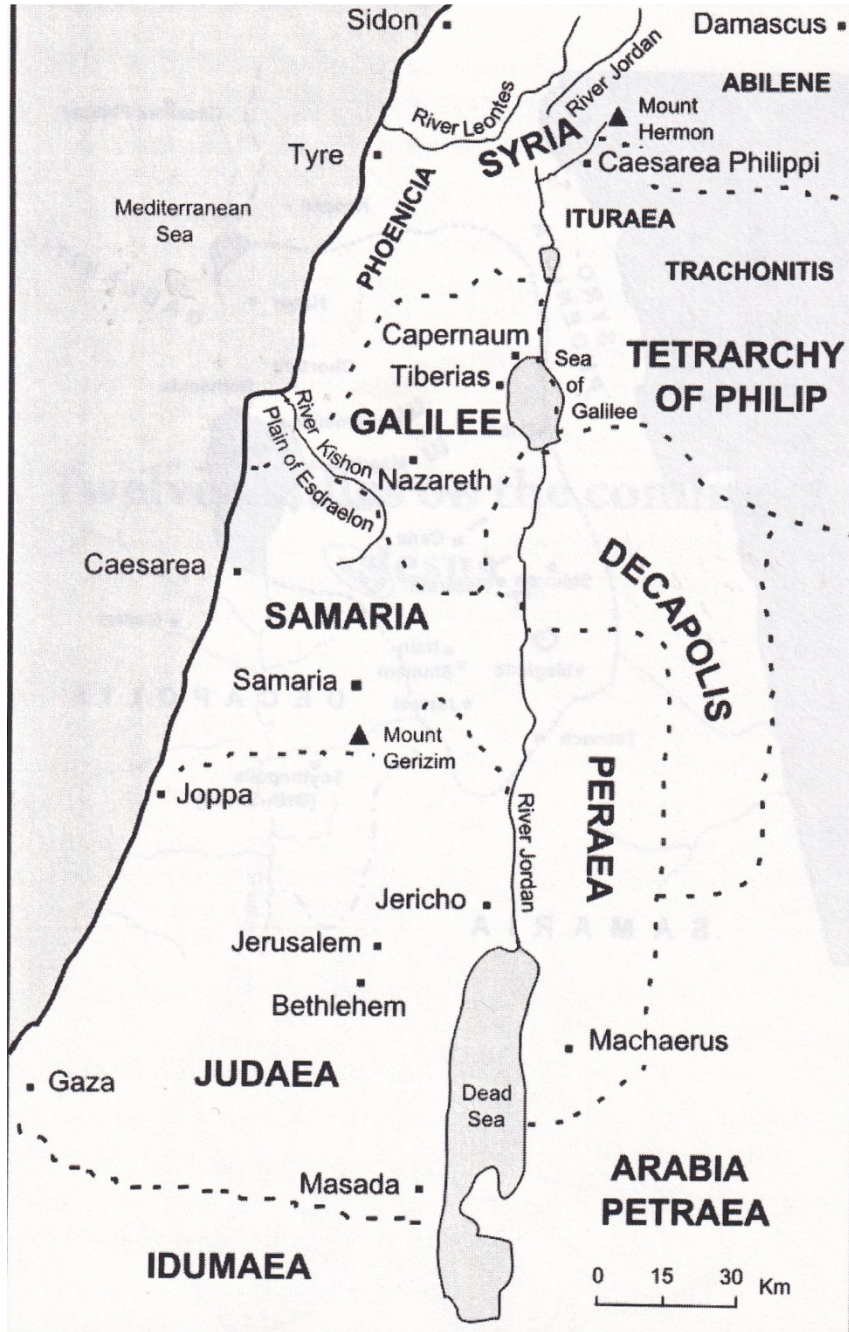 Sidon
Damascus
ABILENE
River Jordan
River Leontes
Mount
Hermon
SYRIA
Tyre
Caesarea Philippi
Mediterranean
Sea
PHOENICIA
ITURAEA
TRACHONITIS
Capernaum
Tiberias
Sea
of
Galilee
TETRARCHY
OF PHILIP
GALILEE
River Kishon
Plain of Esdraelon
Nazareth
Caesarea
DECAPOLIS
SAMARIA
Samaria
Mount
Gerizim
Joppa
PERAEA
River Jordan
Jericho
Jerusalem
Bethlehem
Machaerus
JUDAEA
Gaza
Dead
Sea
Masada
ARABIA
PETRAEA
IDUMAEA
0 15 30 Km